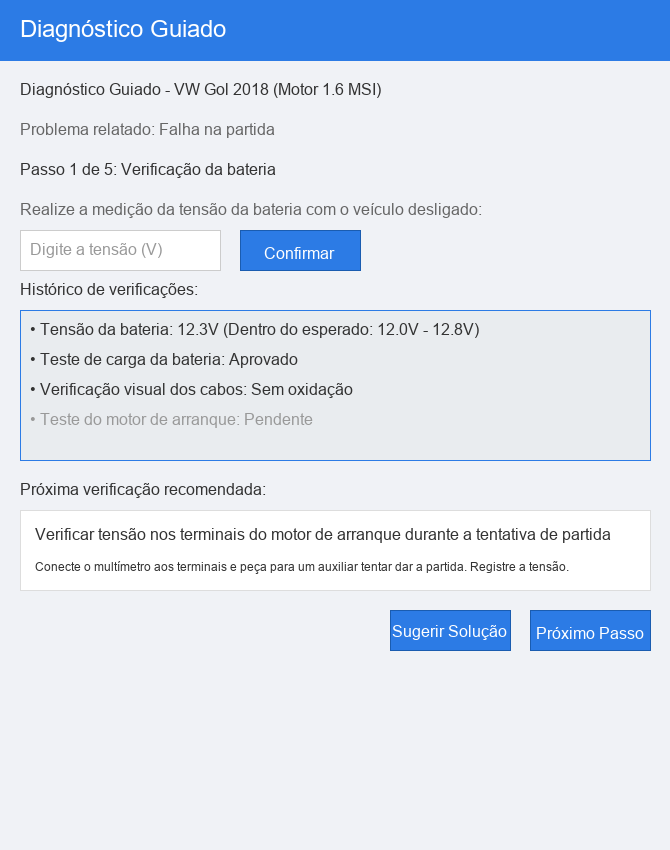 Diagnóstico Guiado
Diagnóstico Guiado - VW Gol 2018 (Motor 1.6 MSI)
Problema relatado: Falha na partida
Passo 1 de 5: Verificação da bateria
Realize a medição da tensão da bateria com o veículo desligado:
Digite a tensão (V)
Confirmar
Histórico de verificações:
• Tensão da bateria: 12.3V (Dentro do esperado: 12.0V - 12.8V)
• Teste de carga da bateria: Aprovado
• Verificação visual dos cabos: Sem oxidação
• Teste do motor de arranque: Pendente
Próxima verificação recomendada:
Verificar tensão nos terminais do motor de arranque durante a tentativa de partida
Conecte o multímetro aos terminais e peça para um auxiliar tentar dar a partida. Registre a tensão.
Sugerir Solução
Próximo Passo